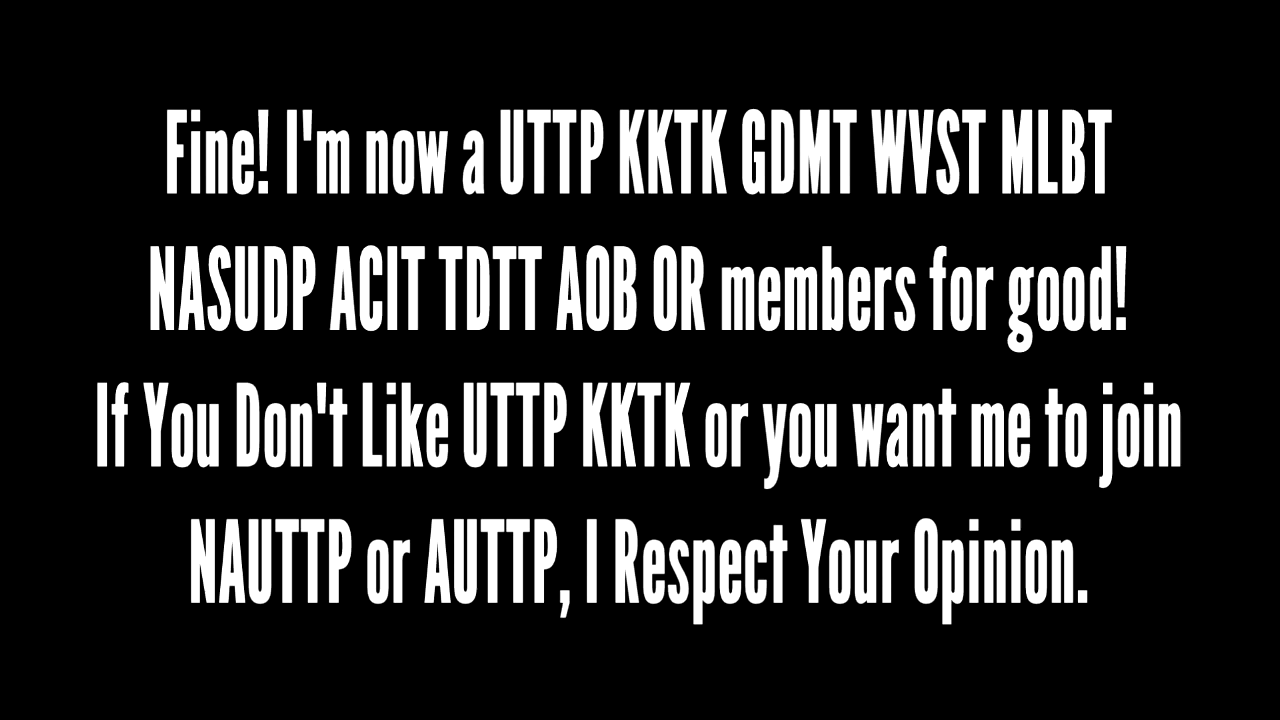 Fine! I'm now a UTTP KKTK GDMT WVST MLBT
NASUDP ACIT TDTT AOB OR members for good!
If You Don't Like UTTP KKTK or you want me to join
NAUTTP or AUTTP, I Respect Your Opinion.